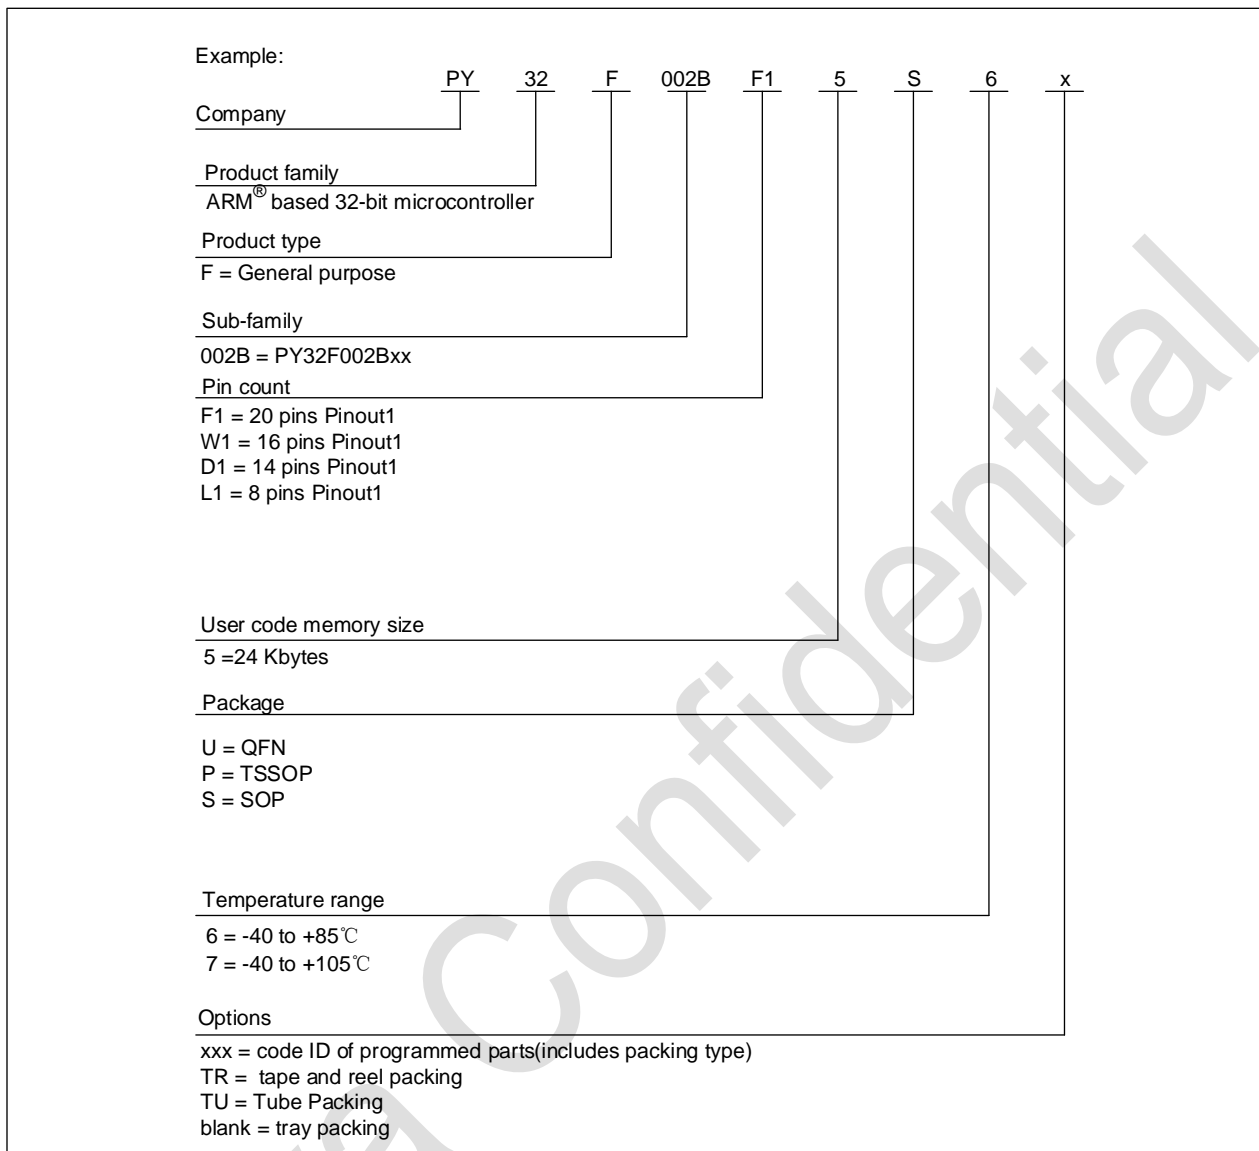 Example:
PY 32 F 002B F1 5 S 6 x
Company
Product family
ARM® based 32-bit microcontroller
Product type
F = General purpose
Sub-family
002B = PY32F002Bxx
Pin count
F1 = 20 pins Pinout1
W1 = 16 pins Pinout1
D1 = 14 pins Pinout1
L1 = 8 pins Pinout1
User code memory size
5 =24 Kbytes
Package
U = QFN
P = TSSOP
S = SOP
Temperature range
6 = -40 to +85℃
7 = -40 to +105℃
Options
xxx = code ID of programmed parts(includes packing type)
TR = tape and reel packing
TU = Tube Packing
blank = tray packing
Confidential